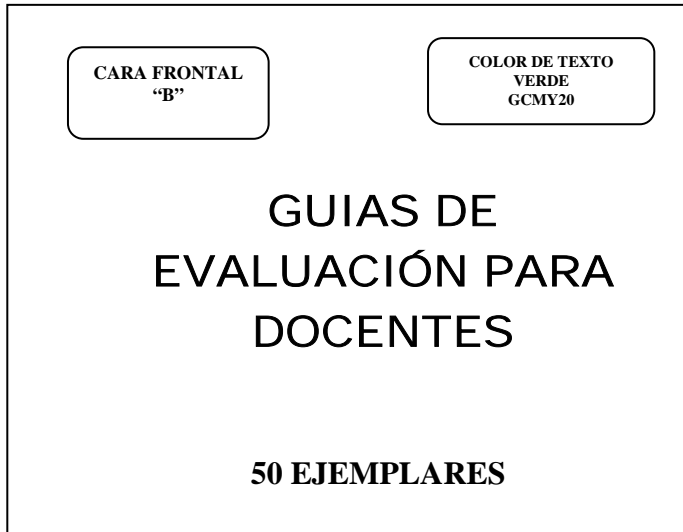 CARA FRONTAL
“B”
COLOR DE TEXTO
VERDE
GCMY20
GUIAS DE
EVALUACIÓN PARA
DOCENTES
50 EJEMPLARES